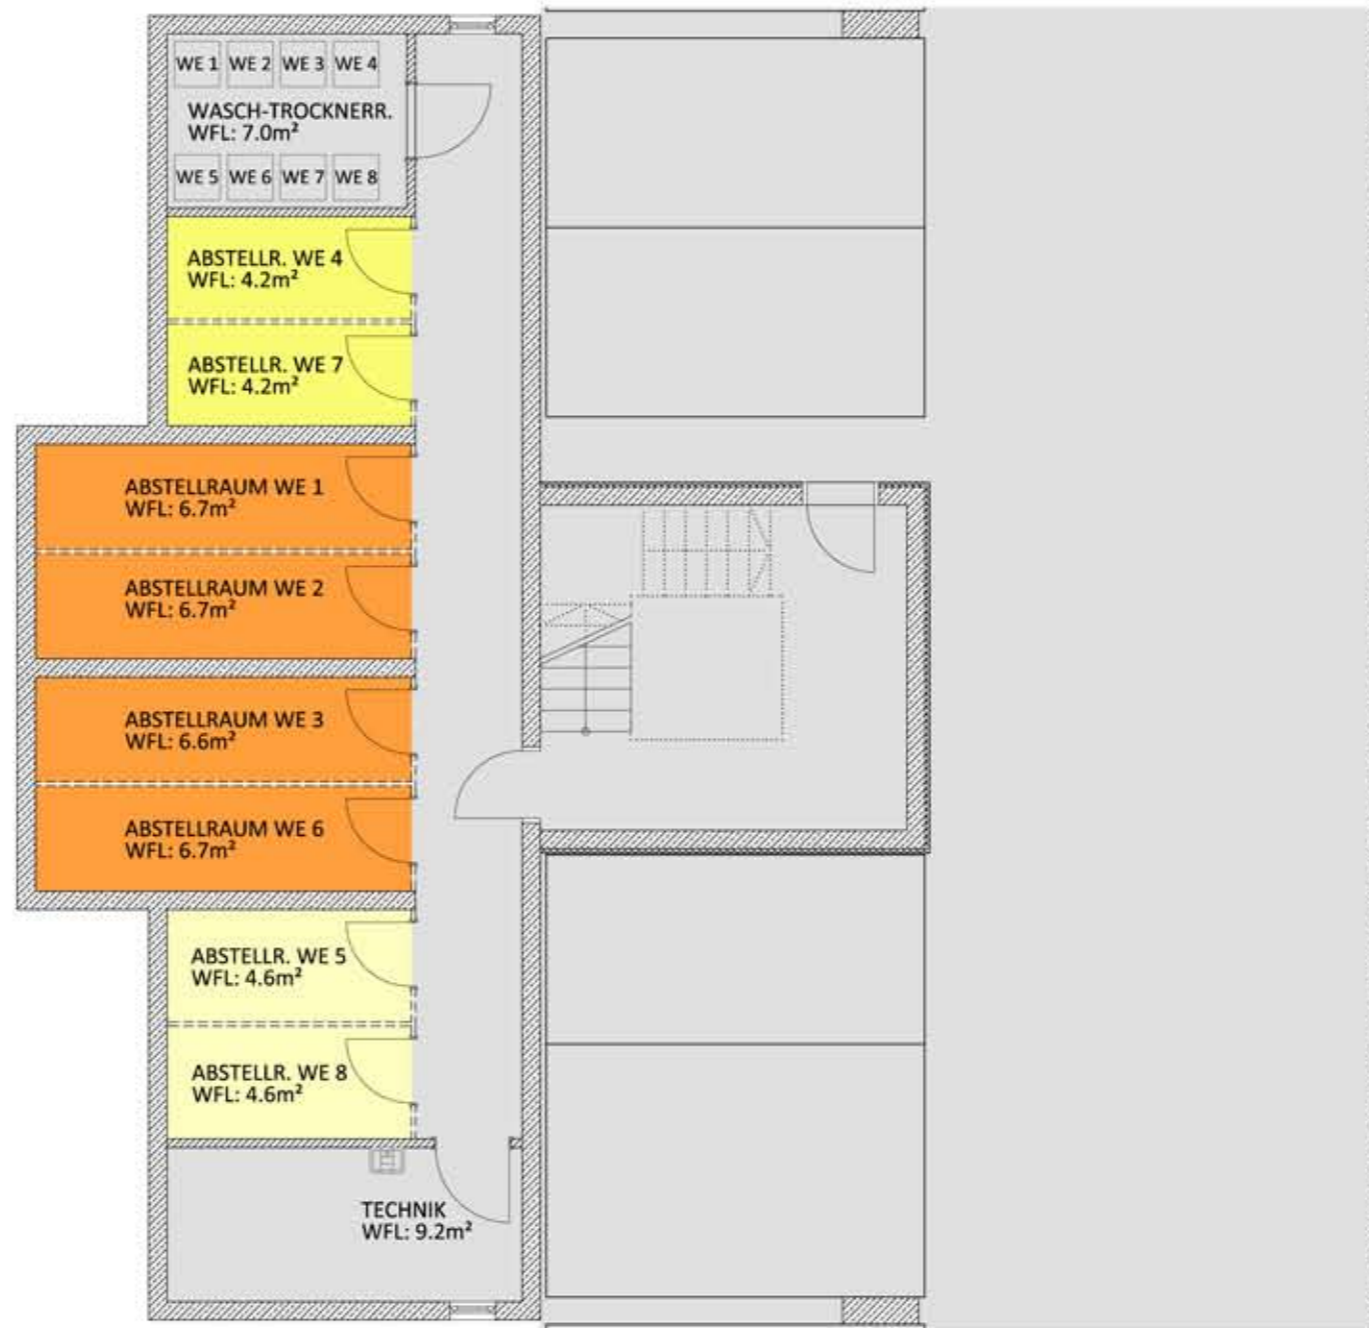 WE 1 WE 2 WE 3 WE 4
WASCH-TROCKNERR.
WFL: 7.0m²
WE 5 WE 6 WE 7 WE 8
ABSTELLR. WE 4
WFL: 4.2m²
ABSTELLR. WE 7
WFL: 4.2m²
ABSTELLRAUM WE 1
WFL: 6.7m²
ABSTELLRAUM WE 2
WFL: 6.7m²
ABSTELLRAUM WE 3
WFL: 6.6m²
ABSTELLRAUM WE 6
WFL: 6.7m²
ABSTELLR. WE 5
WFL: 4.6m²
ABSTELLR. WE 8
WFL: 4.6m²
TECHNIK
WFL: 9.2m²